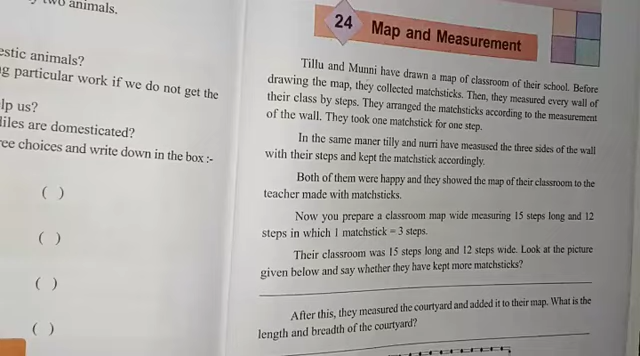 two animals.
estic animals?
g particular work if we do not get the
lp us?
iles are domesticated?
ree choices and write down in the box :-
( )
( )
( )
( )
24 Map and Measurement
Tillu and Munni have drawn a map of classroom of their school. Before
drawing the map, they collected matchsticks. Then, they measured every wall of
their class by steps. They arranged the matchsticks according to the measurement
of the wall. They took one matchstick for one step.
In the same maner tilly and nurri have measused the three sides of the wall
with their steps and kept the matchstick accordingly.
Both of them were happy and they showed the map of their classroom to the
teacher made with matchsticks.
Now you prepare a classroom map wide measuring 15 steps long and 12
steps in which 1 matchstick = 3 steps.
Their classroom was 15 steps long and 12 steps wide. Look at the picture
given below and say whether they have kept more matchsticks?
After this, they measured the courtyard and added it to their map. What is the
length and breadth of the courtyard?